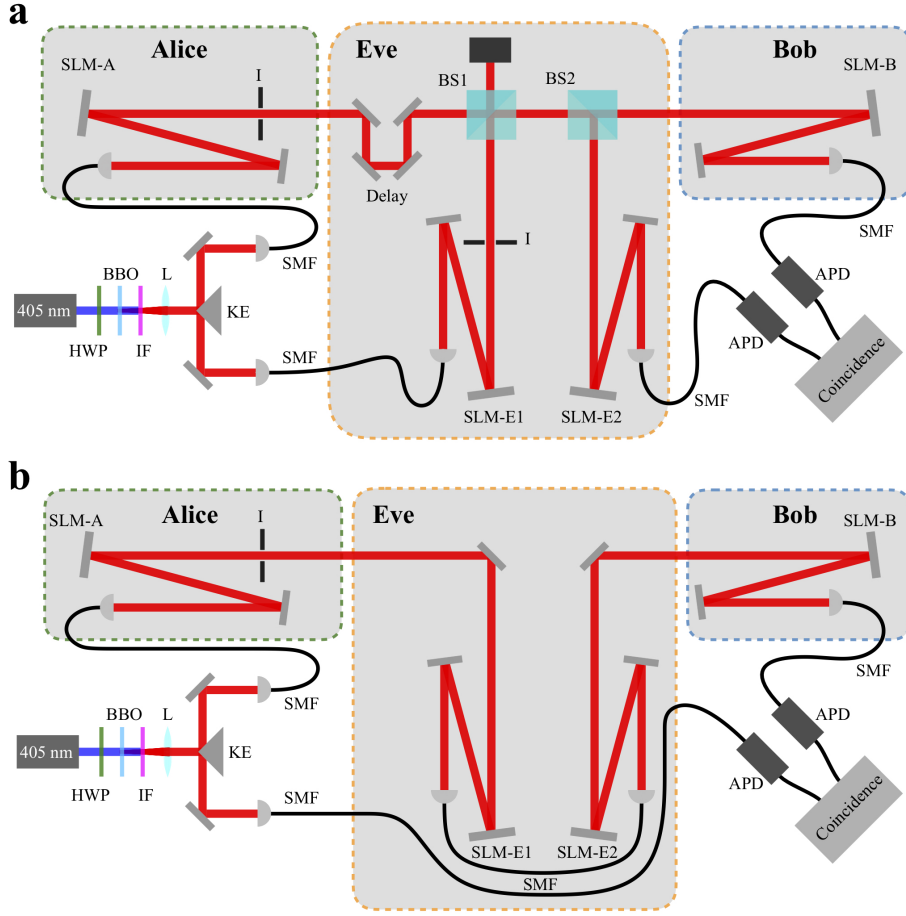 a
Alice
Eve
Bob
SLM-A
I
BS1
BS2
SLM-B
Delay
I
SMF
SMF
APD
BBO
L
405 nm
KE
HWP
IF
SMF
APD
Coincidence
SMF
SLM-E1
SLM-E2
b
Alice
Eve
Bob
SLM-A
I
SLM-B
SMF
SMF
BBO
L
APD
405 nm
KE
APD
HWP
IF
SMF
Coincidence
SLM-E1
SLM-E2
SMF